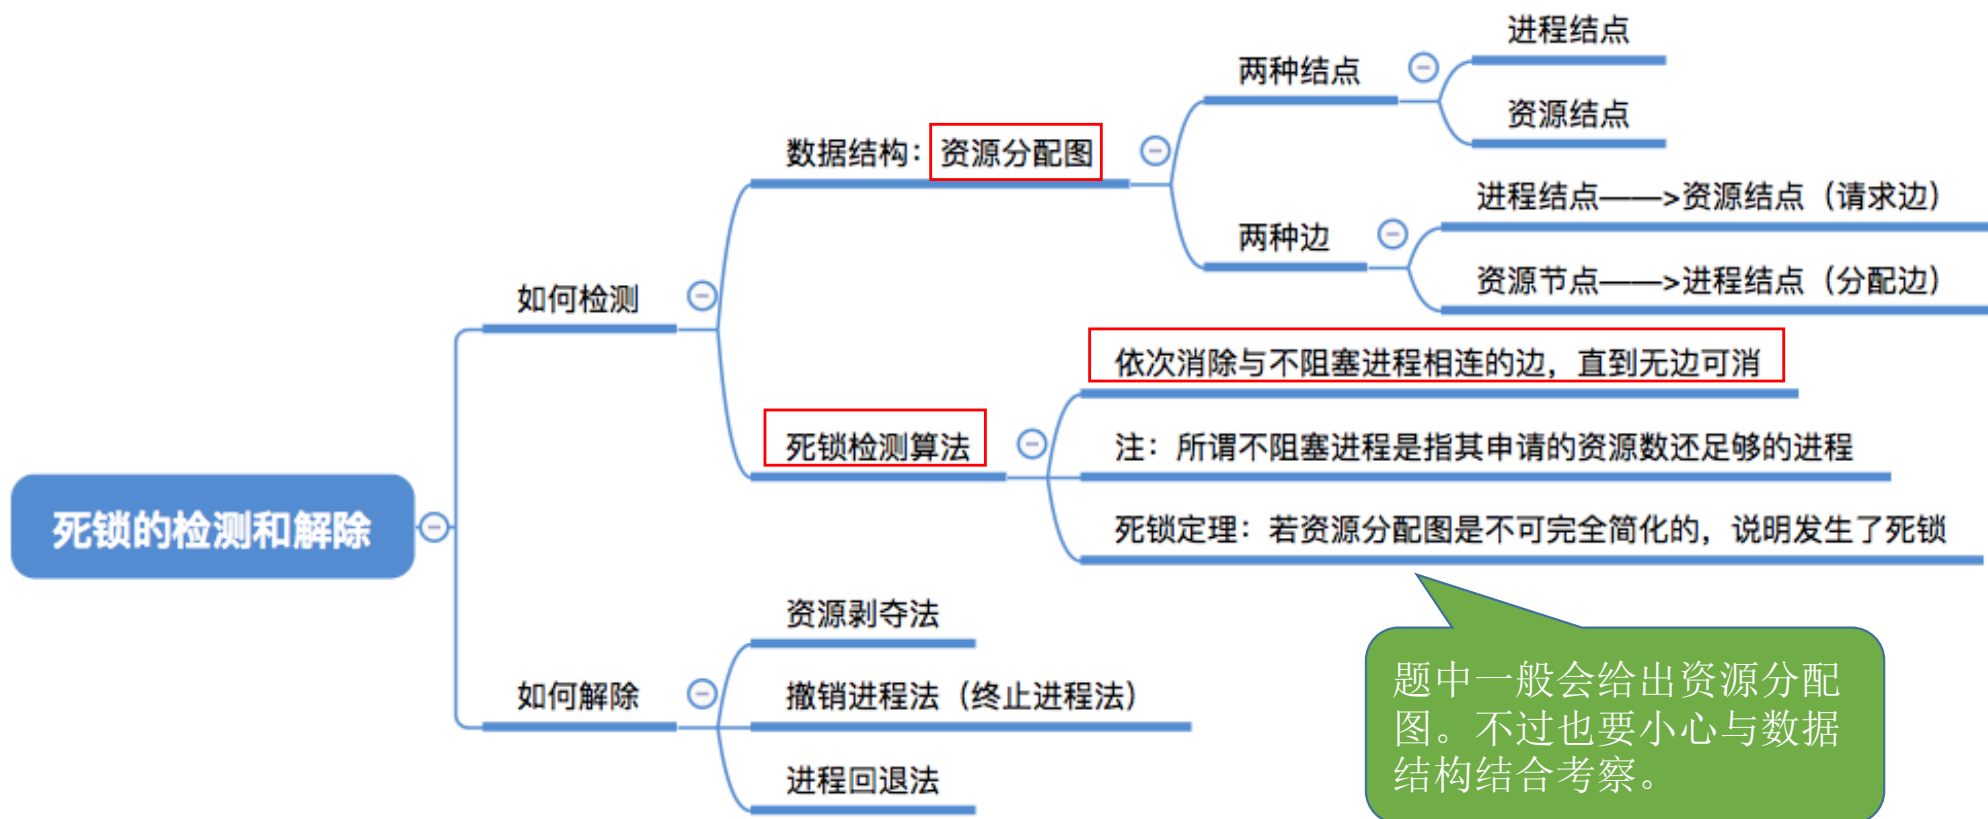 死锁的检测和解除
如何检测
数据结构：资源分配图
两种结点
进程结点
资源结点
两种边
进程结点——>资源结点（请求边）
资源节点——>进程结点（分配边）
死锁检测算法
依次消除与不阻塞进程相连的边，直到无边可消
注：所谓不阻塞进程是指其申请的资源数还足够的进程
死锁定理：若资源分配图是不可完全简化的，说明发生了死锁
题中一般会给出资源分配
图。不过也要小心与数据
结构结合考察。
如何解除
资源剥夺法
撤销进程法（终止进程法）
进程回退法